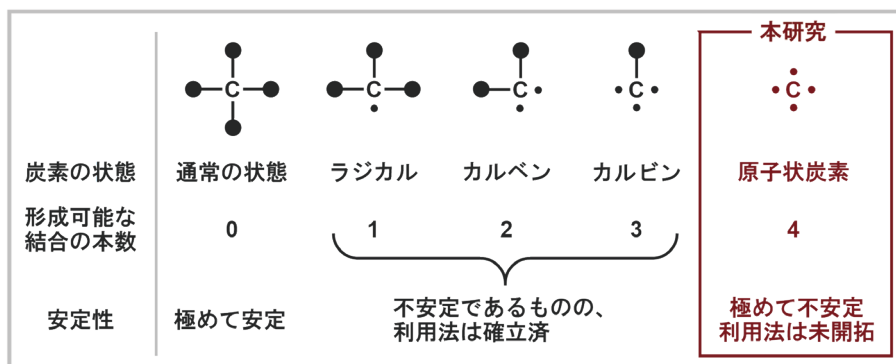 本研究
C C C C C
炭素の状態 通常の状態 ラジカル カルベン カルビン 原子状炭素
形成可能な
結合の本数 0 1 2 3 4
安定性 極めて安定 不安定であるものの、
利用法は確立済
極めて不安定
利用法は未開拓